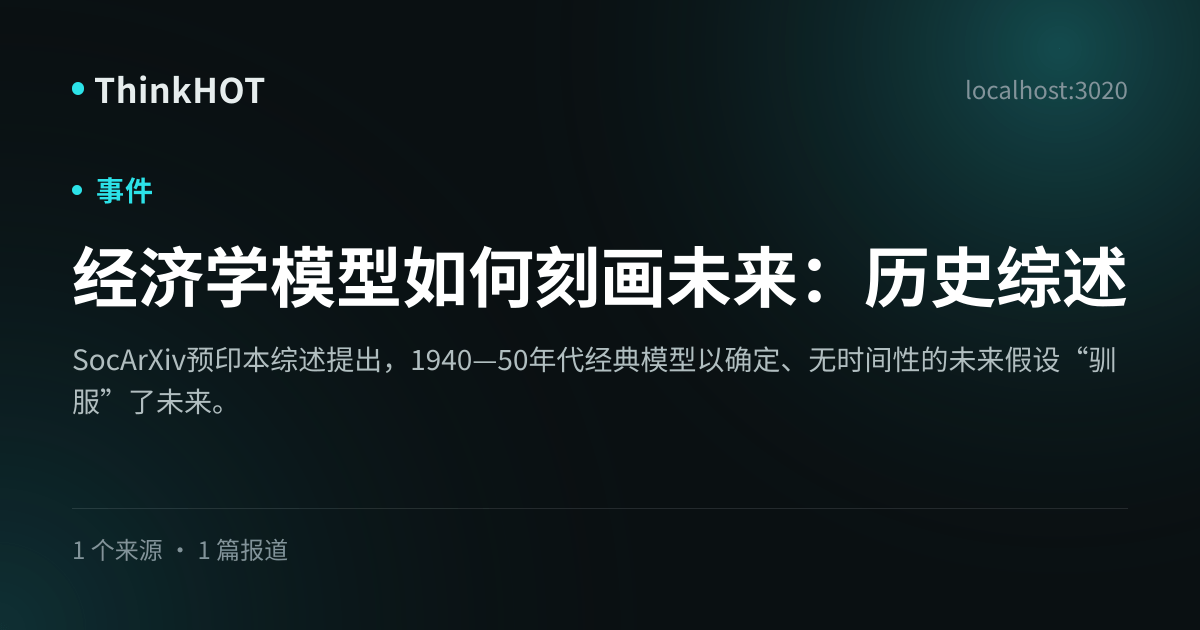 ThinkHOT
localhost:3020
事件
经济学模型如何刻画未来：历史综述
SocArXiv预印本综述提出，1940—50年代经典模型以确定、无时间性的未来假设“驯
服”了未来。
1 个来源 · 1 篇报道